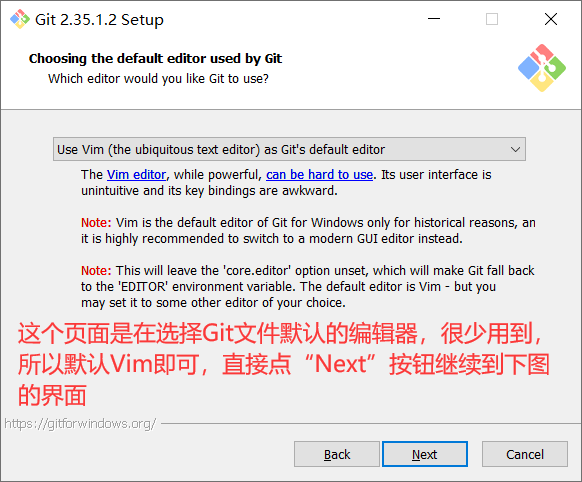 Git 2.35.1.2 Setup
Choosing the default editor used by Git
Which editor would you like Git to use?
Use Vim (the ubiquitous text editor) as Git's default editor
The Vim editor, while powerful, can be hard to use. Its user interface is
unintuitive and its key bindings are awkward.
Note: Vim is the default editor of Git for Windows only for historical reasons, an
it is highly recommended to switch to a modern GUI editor instead.
Note: This will leave the 'core.editor' option unset, which will make Git fall back
to the 'EDITOR' environment variable. The default editor is Vim - but you
may set it to some other editor of your choice.
这个页面是在选择Git文件默认的编辑器，很少用到，
所以默认Vim即可，直接点“Next”按钮继续到下图
的界面
https://gitforwindows.org/
Back
Next
Cancel